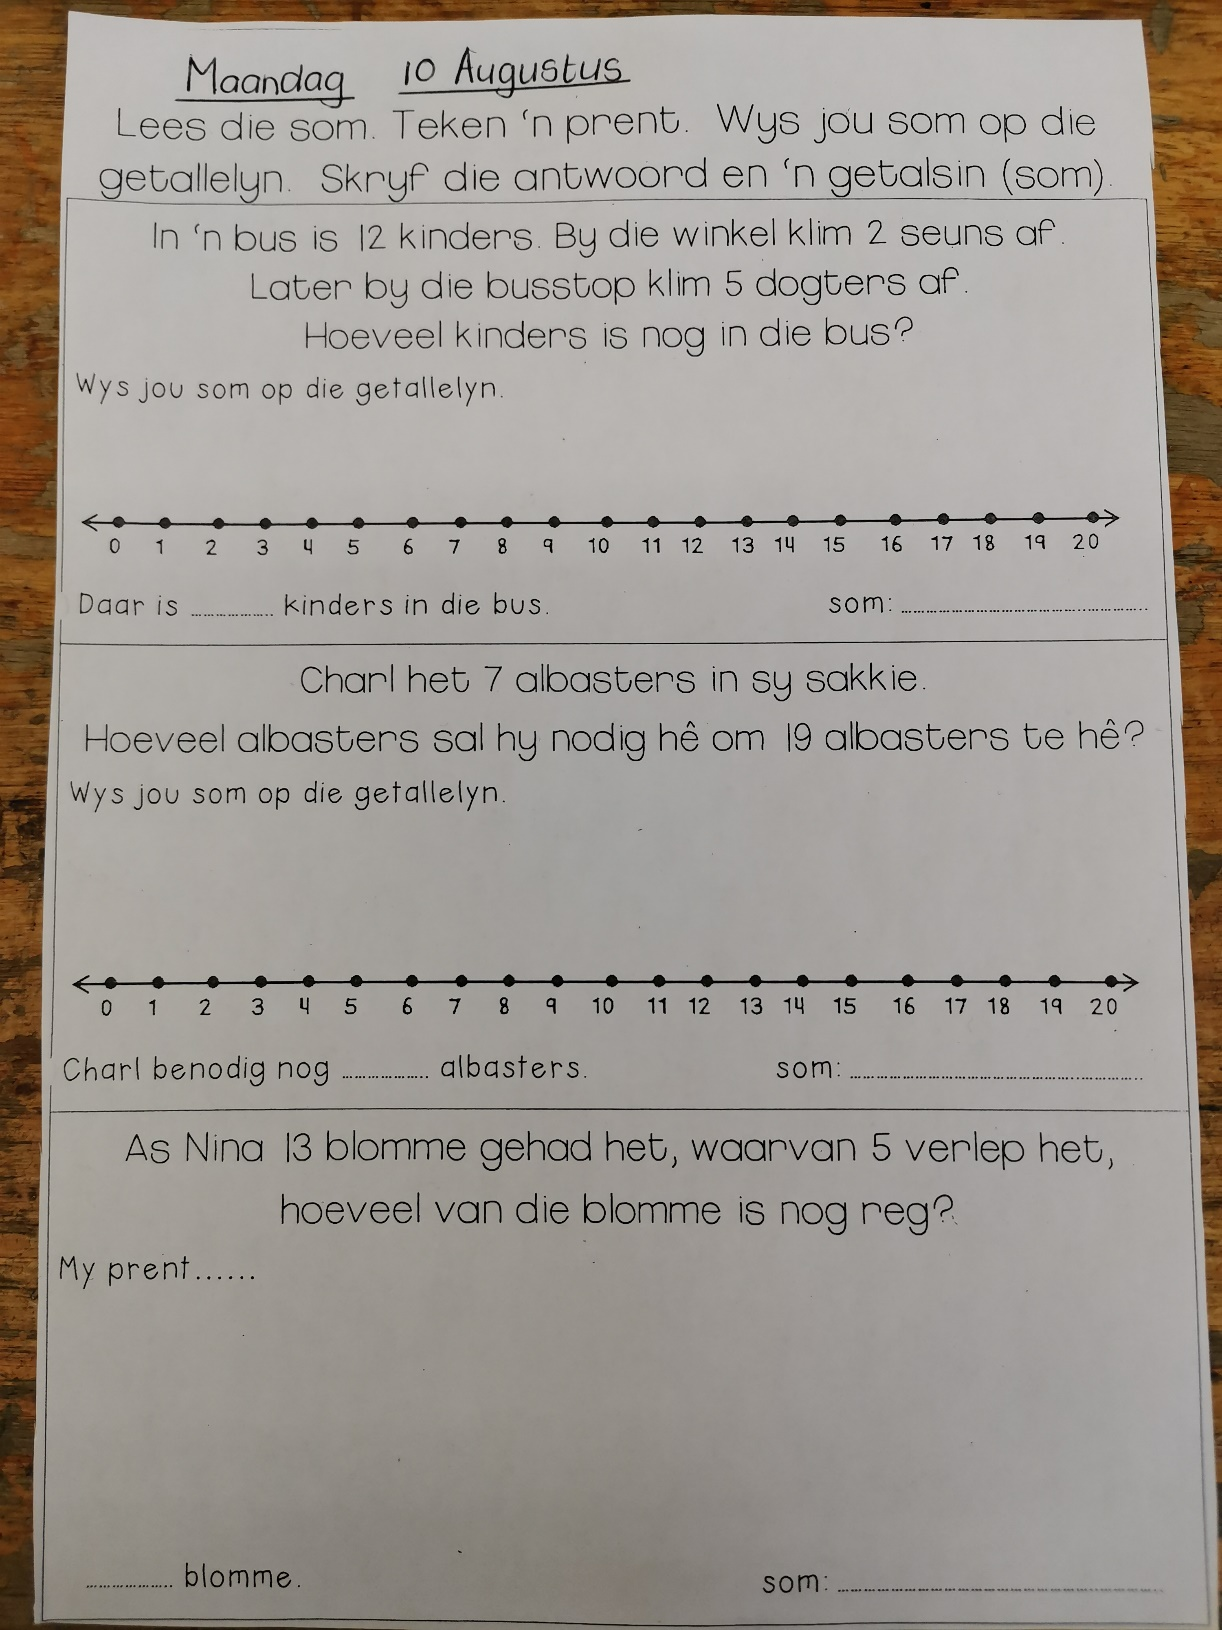 Maandag 10 Augustus
Lees die som. Teken 'n prent. Wys jou som op die
getallelyn. Skryf die antwoord en 'n getalsin (som).
In 'n bus is 12 kinders. By die winkel klim 2 seuns af.
Later by die busstop klim 5 dogters af.
Hoeveel kinders is nog in die bus?
Wys jou som op die getallelyn.
0 1 2 3 4 5 6 7 8 9 10 11 12 13 14 15 16 17 18 19 20
Daar is ............ kinders in die bus. som: ........................................
Charl het 7 albasters in sy sakkie.
Hoeveel albasters sal hy nodig hê om 19 albasters te hê?
Wys jou som op die getallelyn.
0 1 2 3 4 5 6 7 8 9 10 11 12 13 14 15 16 17 18 19 20
Charl benodig nog ............ albasters. som: ........................................
As Nina 13 blomme gehad het, waarvan 5 verlep het,
hoeveel van die blomme is nog reg?
My prent......
............ blomme. som: ........................................